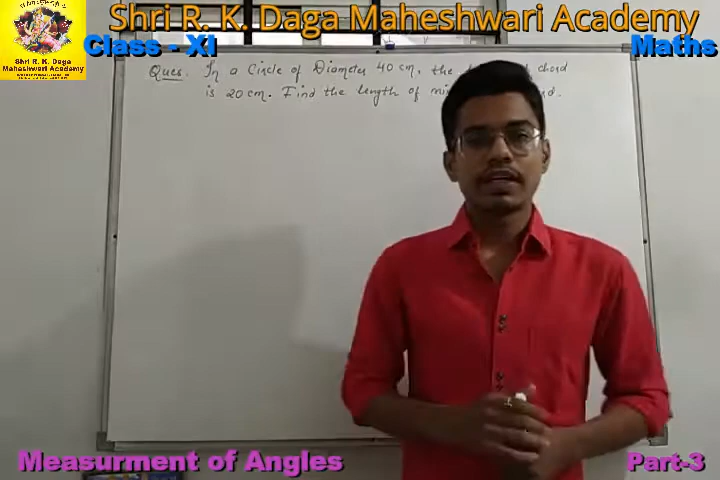 Shri R. K. Daga Maheshwari Academy
Shri R. K. Daga
Maheshwari Academy
Class - XI
Maths
Ques. In a Circle of Diameter 40 cm, the chord
is 20 cm. Find the length of
Measurment of Angles
Part-3